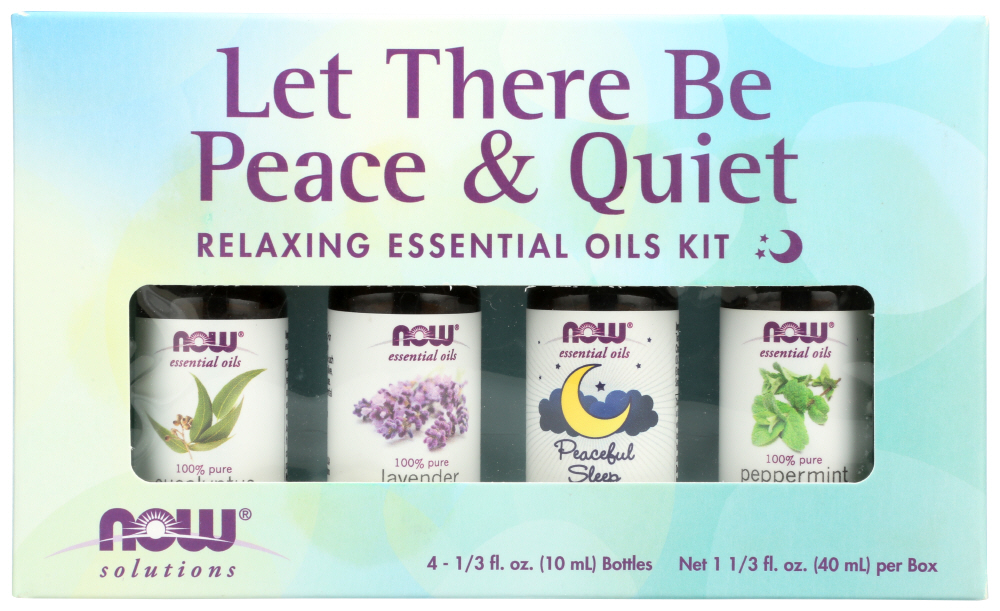 Let There Be
Peace & Quiet
RELAXING ESSENTIAL OILS KIT
now®
essential oils
100% pure
eucalyptus
now®
essential oils
100% pure
lavender
now®
essential oils
Peaceful
Sleep
now®
essential oils
100% pure
peppermint
now®
solutions
4 - 1/3 fl. oz. (10 mL) Bottles
Net 1 1/3 fl. oz. (40 mL) per Box